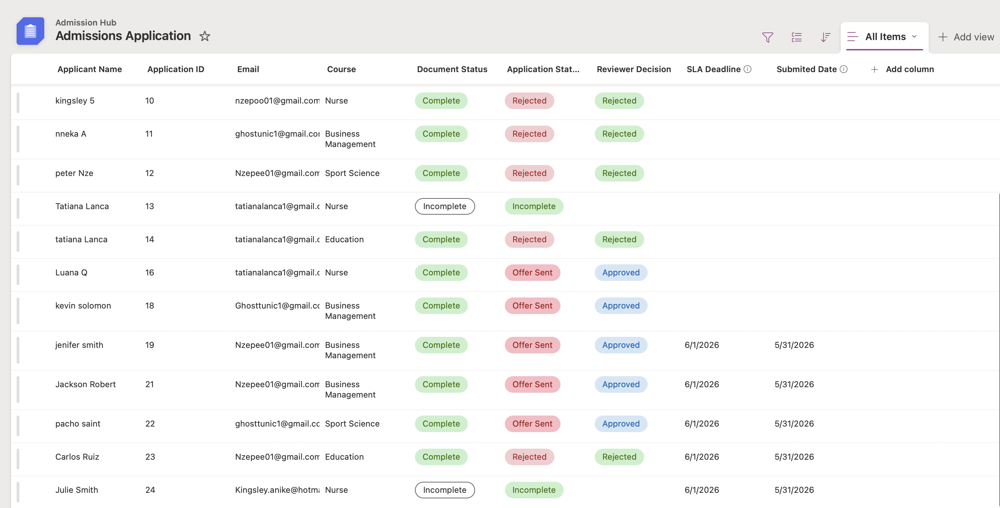 Admission Hub
Admissions Application
All Items
Add view
Applicant Name Application ID Email Course Document Status Application Stat... Reviewer Decision SLA Deadline Submited Date Add column
kingsley 5 10 nzepoo01@gmail.com Nurse Complete Rejected Rejected
nneka A 11 ghostunic1@gmail.co Business Complete Rejected Rejected
Management
peter Nze 12 Nzepee01@gmail.com Sport Science Complete Rejected Rejected
Tatiana Lanca 13 tatianalanca1@gmail.c Nurse Incomplete Incomplete
tatiana Lanca 14 tatianalanca1@gmail.c Education Complete Rejected Rejected
Luana Q 16 tatianalanca1@gmail.c Nurse Complete Offer Sent Approved
kevin solomon 18 Ghosttunic1@gmail.cc Business Complete Offer Sent Approved
Management
jenifer smith 19 Nzepee01@gmail.com Business Complete Offer Sent Approved 6/1/2026 5/31/2026
Management
Jackson Robert 21 Nzepee01@gmail.com Business Complete Offer Sent Approved 6/1/2026 5/31/2026
Management
pacho saint 22 ghosttunic1@gmail.cc Sport Science Complete Offer Sent Approved 6/1/2026 5/31/2026
Carlos Ruiz 23 Nzepee01@gmail.com Education Complete Rejected Rejected 6/1/2026 5/31/2026
Julie Smith 24 Kingsley.anike@hotma Nurse Incomplete Incomplete 6/1/2026 5/31/2026